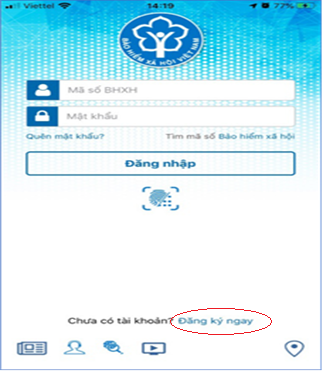 Viettel 14:19 77%
BẢO HIỂM XÃ HỘI VIỆT NAM
Mã số BHXH
Mật khẩu
Quên mật khẩu? Tìm mã số Bảo hiểm xã hội
Đăng nhập
Chưa có tài khoản? Đăng ký ngay